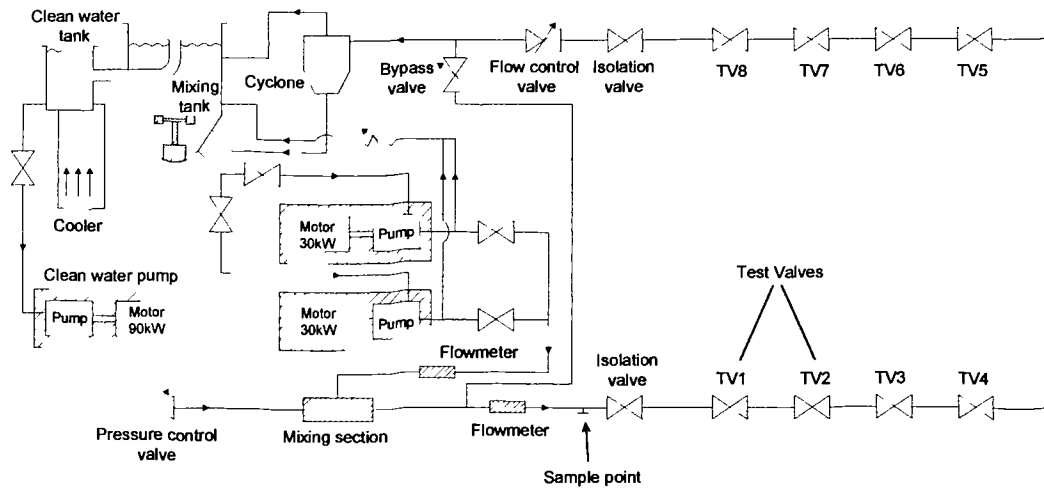 Clean water
tank
Mixing
tank
Cyclone
Bypass
valve
Flow control
valve
Isolation
valve
TV8
TV7
TV6
TV5
Cooler
Motor
30kW
Pump
Clean water pump
Pump
Motor
90kW
Motor
30kW
Pump
Test Valves
Flowmeter
Isolation
valve
TV1
TV2
TV3
TV4
Pressure control
valve
Mixing section
Flowmeter
Sample point